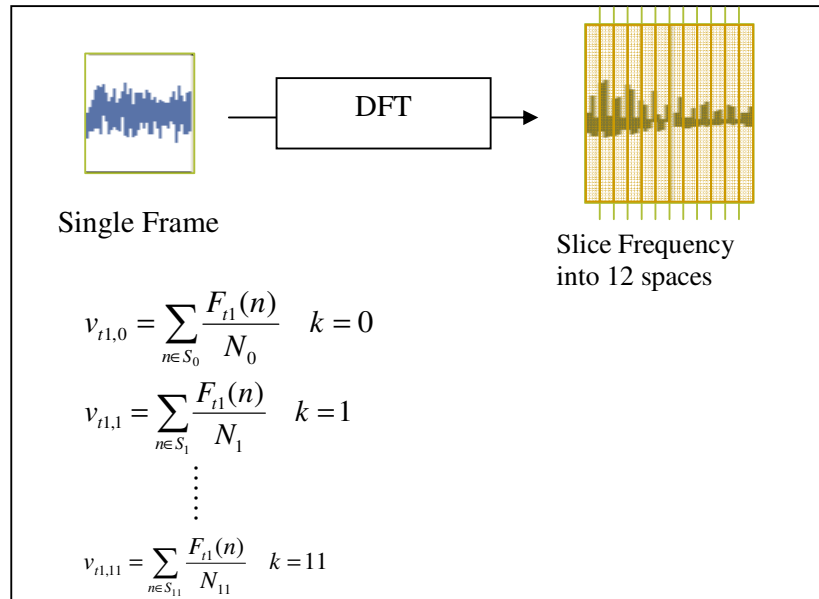 DFT
Single Frame
Slice Frequency
into 12 spaces
v_{t1,0} = \sum_{n \in S_0} \frac{F_{t1}(n)}{N_0} k = 0
v_{t1,1} = \sum_{n \in S_1} \frac{F_{t1}(n)}{N_1} k = 1
⋮
v_{t1,11} = \sum_{n \in S_{11}} \frac{F_{t1}(n)}{N_{11}} k = 11